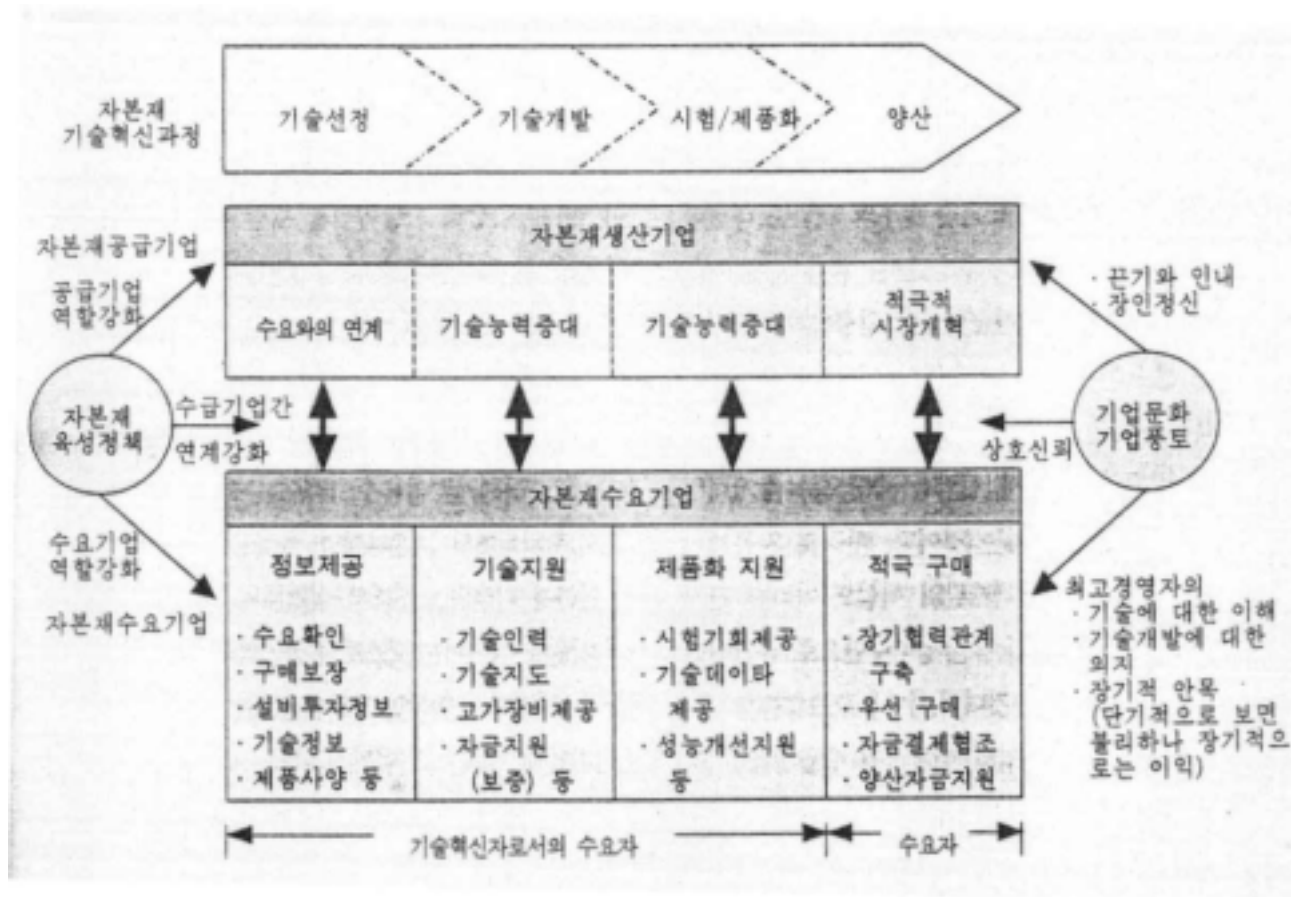 자본재
기술혁신과정
기술선정
기술개발
시험/제품화
양산
자본재공급기업
공급기업
역할강화
자본재
육성정책
수급기업간
연계강화
수요기업
역할강화
자본재수요기업
자본재생산기업
수요와의 연계
기술능력증대
기술능력증대
적극적
시장개혁
자본재수요기업
정보제공
· 수요확인
· 구매보장
· 설비투자정보
· 기술정보
· 제품사양 등
기술지원
· 기술인력
· 기술지도
· 고가장비제공
· 자금지원
(보증) 등
제품화 지원
· 시험기회제공
· 기술데이타
제공
· 성능개선지원
등
적극 구매
· 장기협력관계
구축
· 우선 구매
· 자금결제협조
· 양산자금지원
· 끈기와 인내
· 장인정신
기업문화
기업풍토
상호신뢰
최고경영자의
· 기술에 대한 이해
· 기술개발에 대한
의지
· 장기적 안목
(단기적으로 보면
불리하나 장기적으
로는 이익)
기술혁신자로서의 수요자
수요자